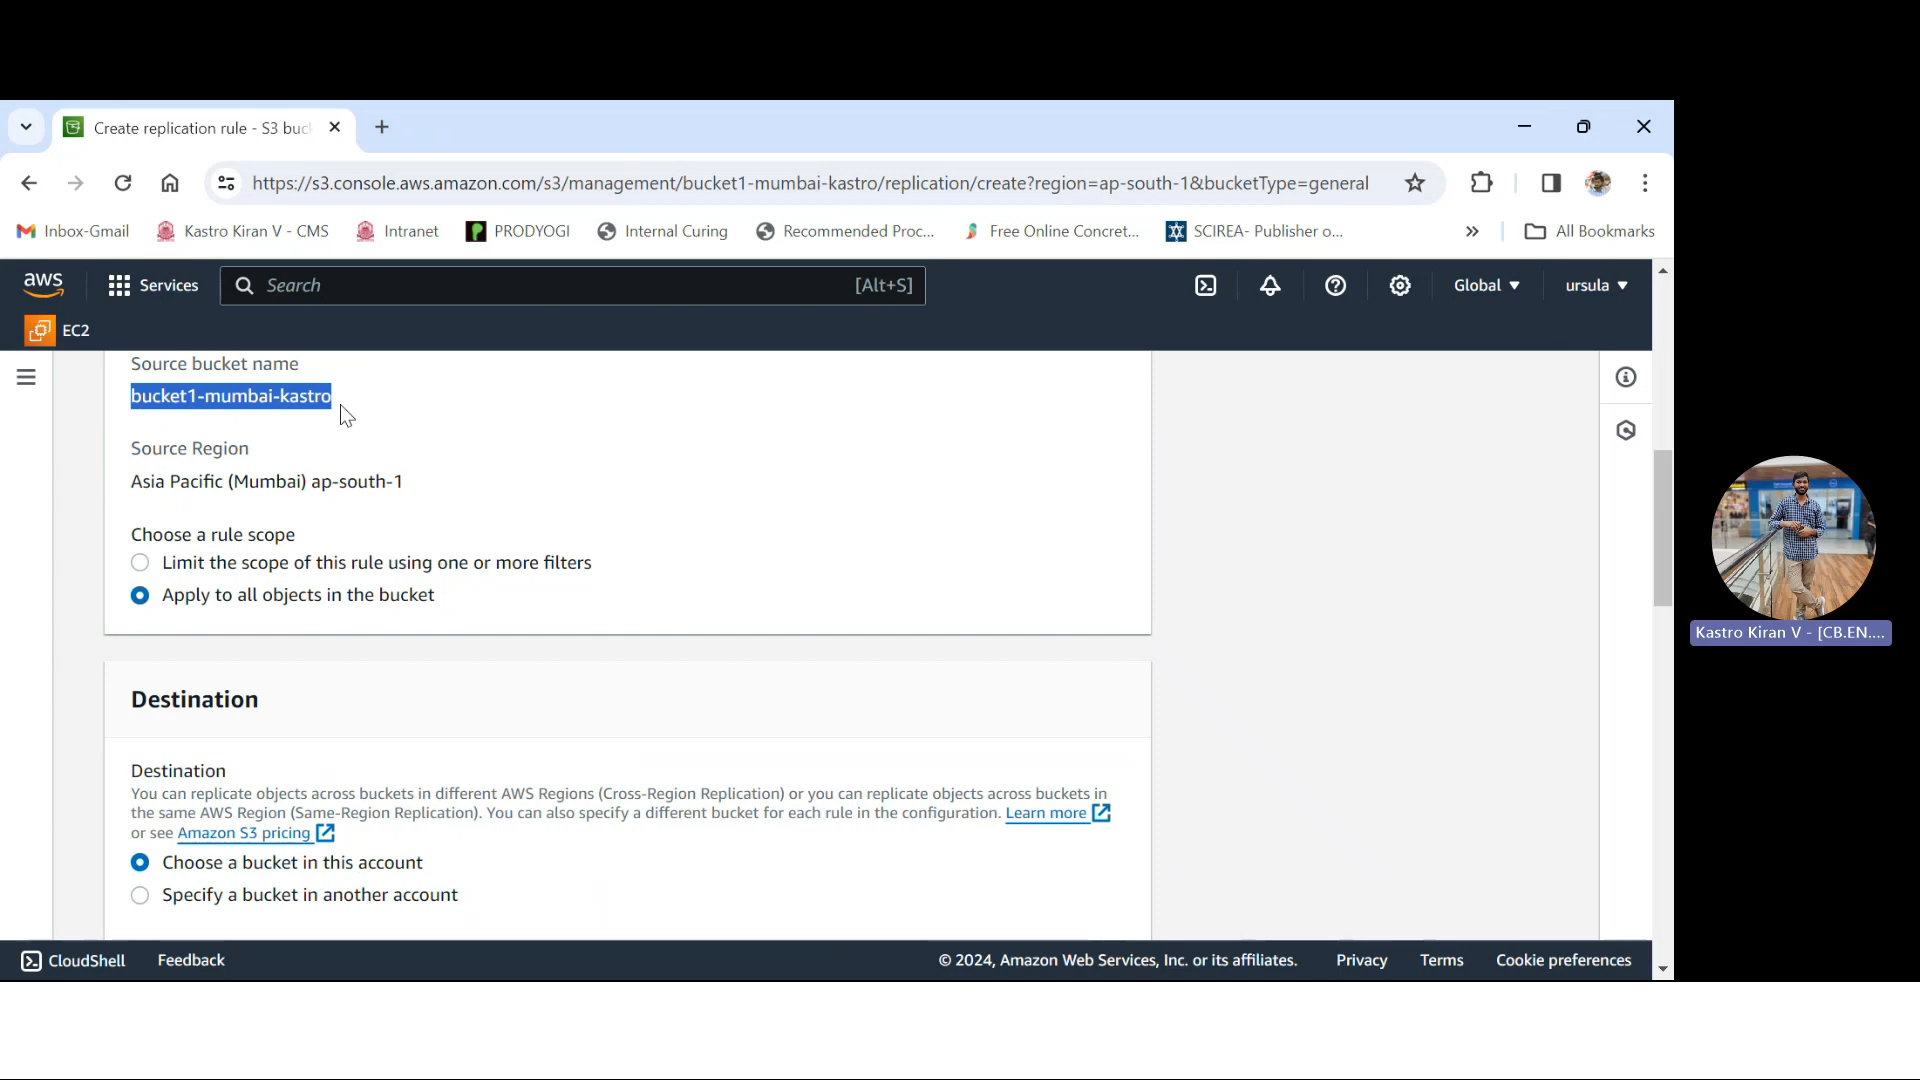 Create replication rule - S3 buc
https://s3.console.aws.amazon.com/s3/management/bucket1-mumbai-kastro/replication/create?region=ap-south-1&bucketType=general
Inbox-Gmail
Kastro Kiran V - CMS
Intranet
PRODYOGI
Internal Curing
Recommended Proc...
Free Online Concret...
SCIREA- Publisher o...
»
All Bookmarks
aws
Services
Search
[Alt+S]
Global
ursula
EC2
Source bucket name
bucket1-mumbai-kastro
Source Region
Asia Pacific (Mumbai) ap-south-1
Choose a rule scope
Limit the scope of this rule using one or more filters
Apply to all objects in the bucket
Destination
Destination
You can replicate objects across buckets in different AWS Regions (Cross-Region Replication) or you can replicate objects across buckets in
the same AWS Region (Same-Region Replication). You can also specify a different bucket for each rule in the configuration. Learn more
or see Amazon S3 pricing
Choose a bucket in this account
Specify a bucket in another account
Kastro Kiran V - [CB.EN....
CloudShell
Feedback
© 2024, Amazon Web Services, Inc. or its affiliates.
Privacy
Terms
Cookie preferences